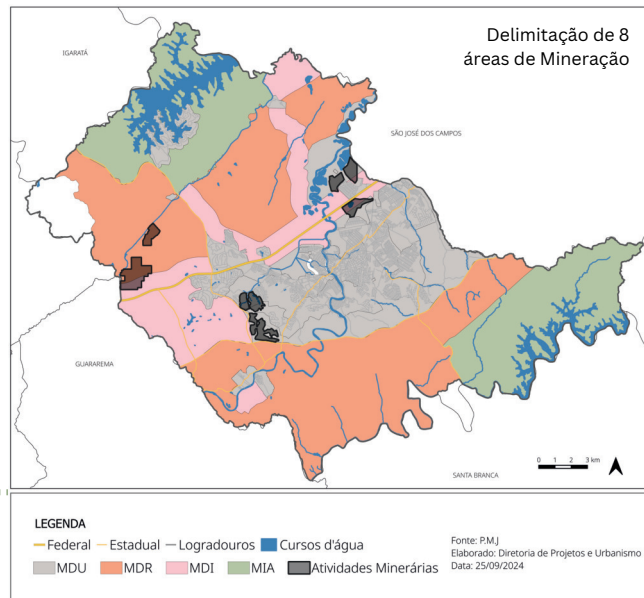 Delimitação de 8
áreas de Mineração
IGARATÁ
SÃO JOSÉ DOS CAMPOS
GUARAREMA
0 1 2 3 km
SANTA BRANCA
LEGENDA
Federal Estadual Logradouros Cursos d'água
MDU MDR MDI MIA Atividades Minerárias
Fonte: P.M.J
Elaborado: Diretoria de Projetos e Urbanismo
Data: 25/09/2024